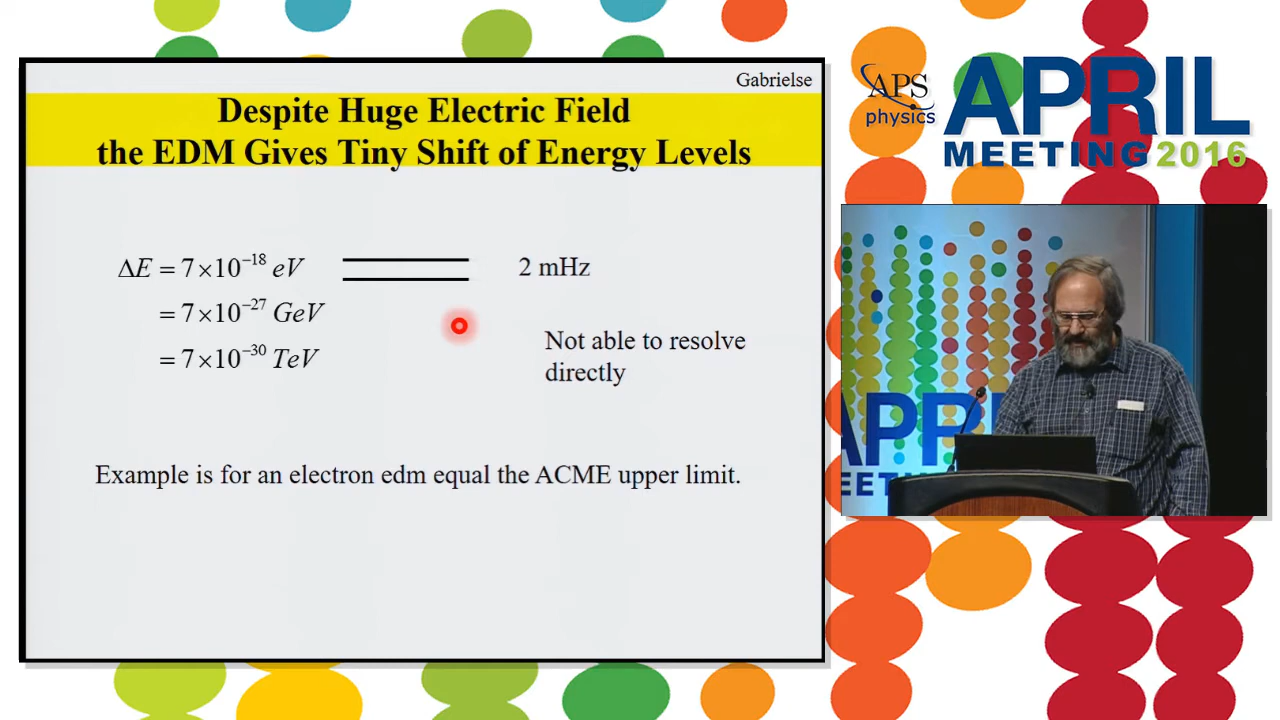 Gabrielse
Despite Huge Electric Field
the EDM Gives Tiny Shift of Energy Levels
ΔE = 7×10⁻¹⁸ eV
2 mHz
= 7×10⁻²⁷ GeV
= 7×10⁻³⁰ TeV
Not able to resolve
directly
Example is for an electron edm equal the ACME upper limit.
APS
physics
APRIL
MEETING 2016
APRI
MEETING